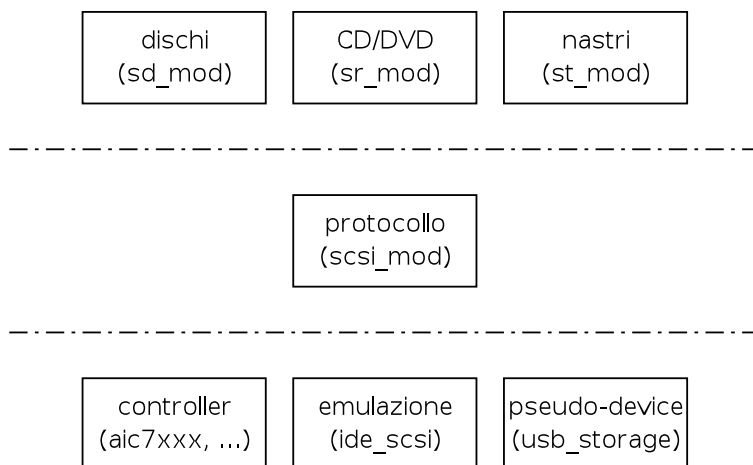 dischi
(sd_mod)
CD/DVD
(sr_mod)
nastri
(st_mod)
protocollo
(scsi_mod)
controller
(aic7xxx, ...)
emulazione
(ide_scsi)
pseudo-device
(usb_storage)